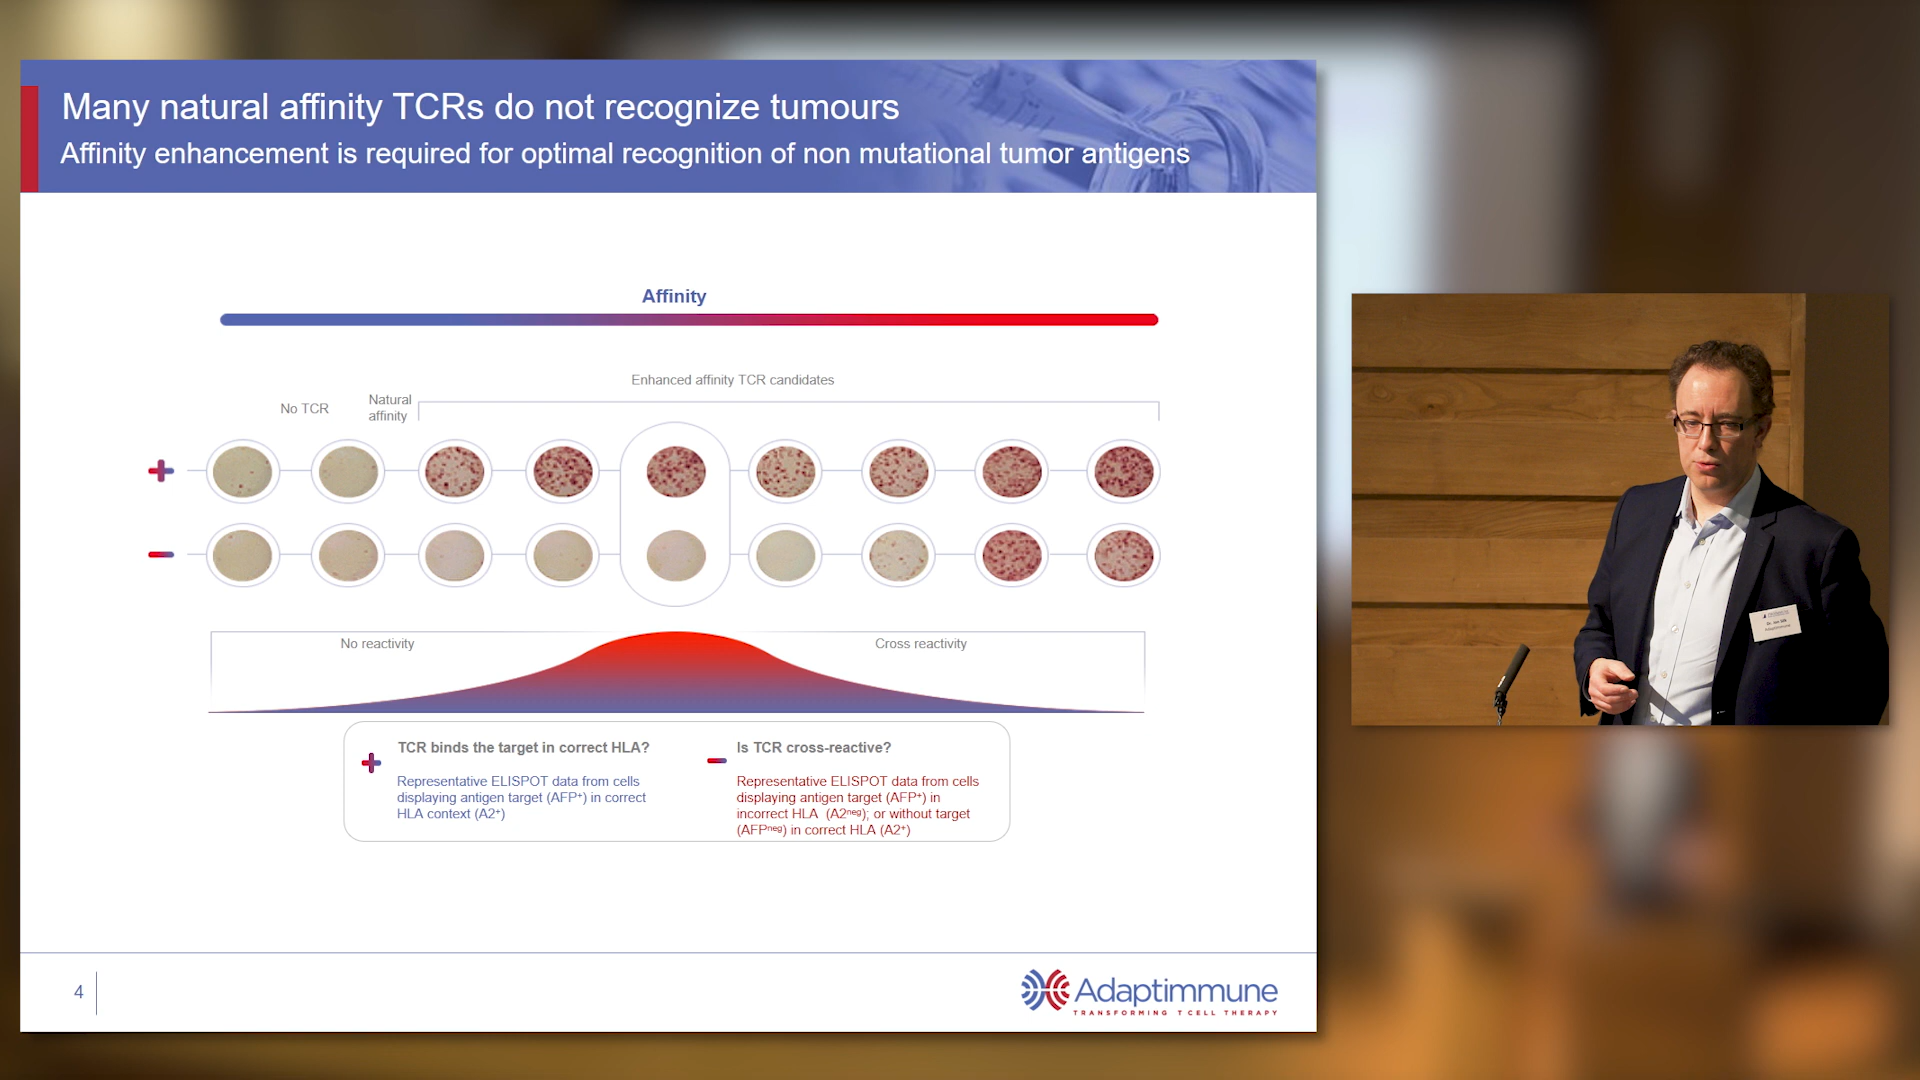 Many natural affinity TCRs do not recognize tumours
Affinity enhancement is required for optimal recognition of non mutational tumor antigens
Affinity
Enhanced affinity TCR candidates
No TCR
Natural
affinity
No reactivity
Cross reactivity
TCR binds the target in correct HLA?
Representative ELISPOT data from cells
displaying antigen target (AFP⁺) in correct
HLA context (A2⁺)
Is TCR cross-reactive?
Representative ELISPOT data from cells
displaying antigen target (AFP⁺) in
incorrect HLA (A2ⁿᵉᵍ); or without target
(AFPⁿᵉᵍ) in correct HLA (A2⁺)
4
Adaptimmune
TRANSFORMING T CELL THERAPY
Adaptimmune